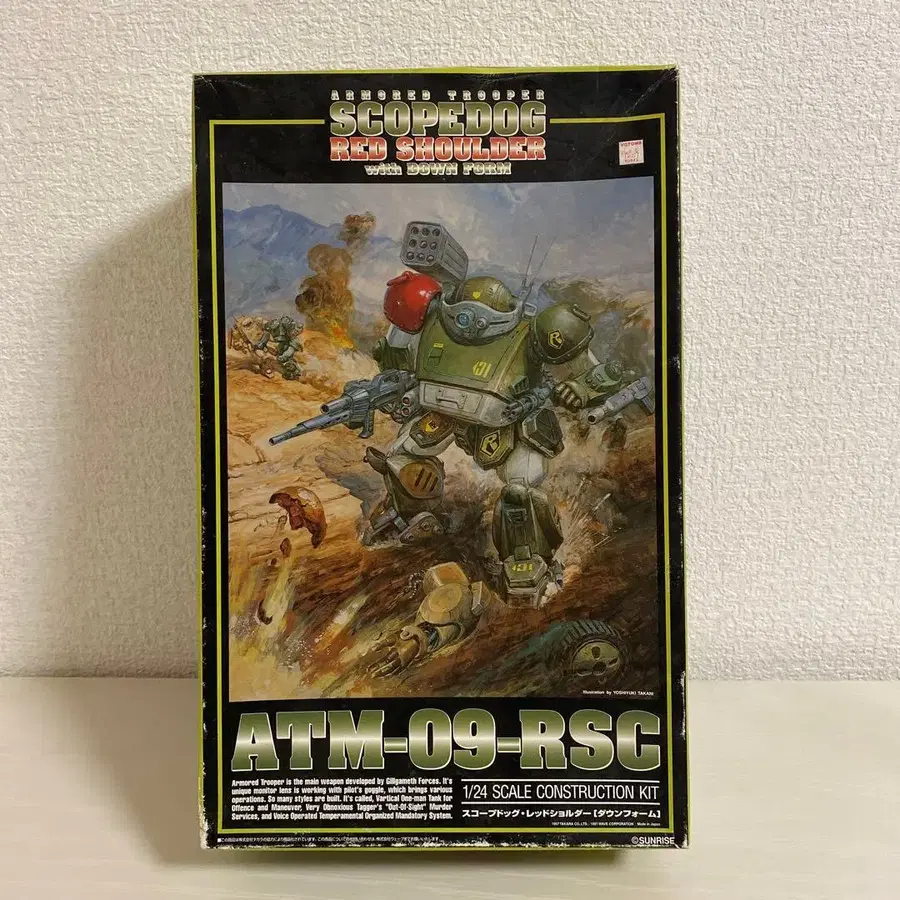 ARMORED TROOPER
SCOPEDOG
RED SHOULDER
with DOWN FORM
Illustration by YOSHIYUKI TAKANI
ATM-09-RSC
Armored Trooper is the main weapon developed by Gillgameth Forces. It's
unique monitor lens is working with pilot's goggle, which brings various
operations. So many styles are built. It's called, Vartical One-man Tank for
Offence and Maneuver, Very Obnoxious Tagger's "Out-Of-Sight" Murder
Services, and Voice Operated Temperamental Organized Mandatory System.
1/24 SCALE CONSTRUCTION KIT
スコープドッグ・レッドショルダー［ダウンフォーム］
©SUNRISE